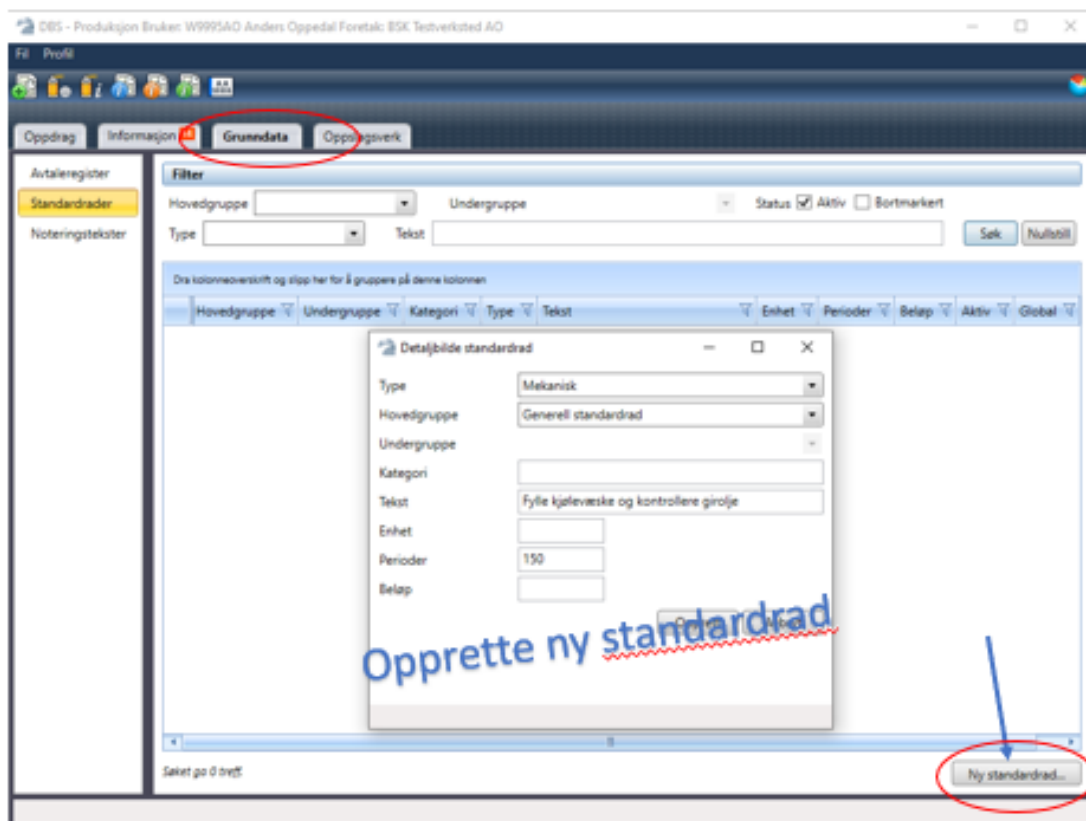 DBS - Produksjon Bruker: W9995AO Anders Oppedal Foretak: BSK Testverksted AO
Fil Profil
Oppdrag Informasjon Grunndata Oppslagsverk
Avtaleregister
Standardrader
Noteringstekster
Filter
Hovedgruppe Undergruppe Status Aktiv Bortmarkert
Type Tekst Søk Nullstill
Dra kolonneoverskrift og slipp her for å gruppere på denne kolonnen
Hovedgruppe Undergruppe Kategori Type Tekst Enhet Perioder Beløp Aktiv Global
Detaljbilde standardrad
Type Mekanisk
Hovedgruppe Generell standardrad
Undergruppe
Kategori
Tekst Fylle kjølevæske og kontrollere girolje
Enhet
Perioder 150
Beløp
Opprette ny standardrad
Søket ga 0 treff.
Ny standardrad...